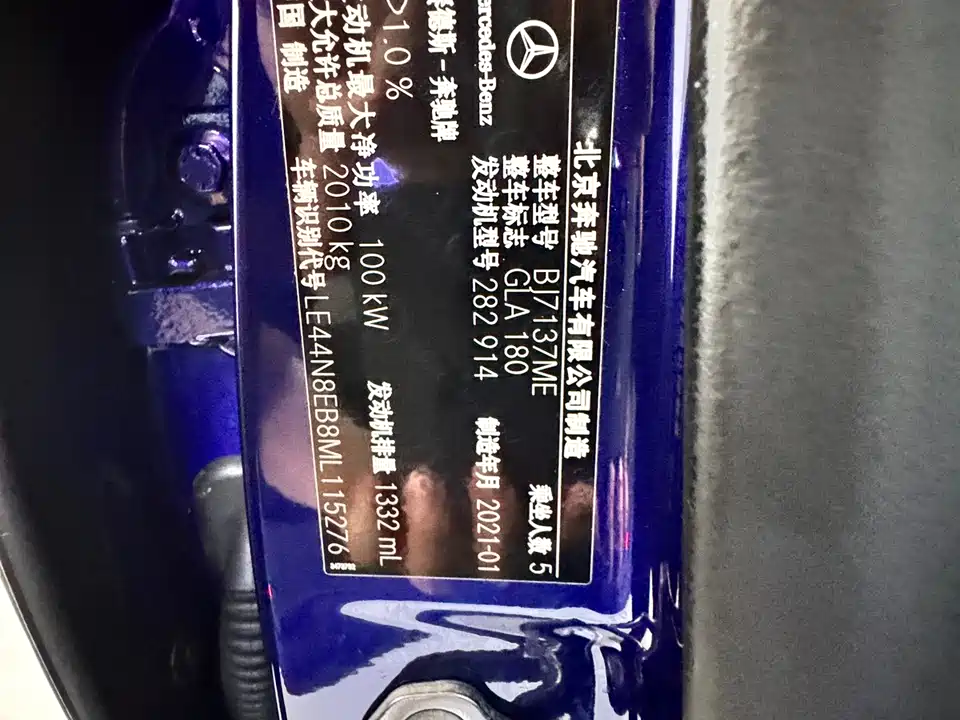 北京奔驰汽车有限公司制造
Mercedes-Benz
整车型号 BJ7137ME 乘坐人数 5
整车标志 GLA 180
发动机型号 282 914 制造年月 2021-01
德斯-奔驰牌
>1.0 %
动机最大净功率 100 kW 发动机排量 1332 mL
大允许总质量 2010 kg
国 制造 车辆识别代号 LE44N8EB8ML115276